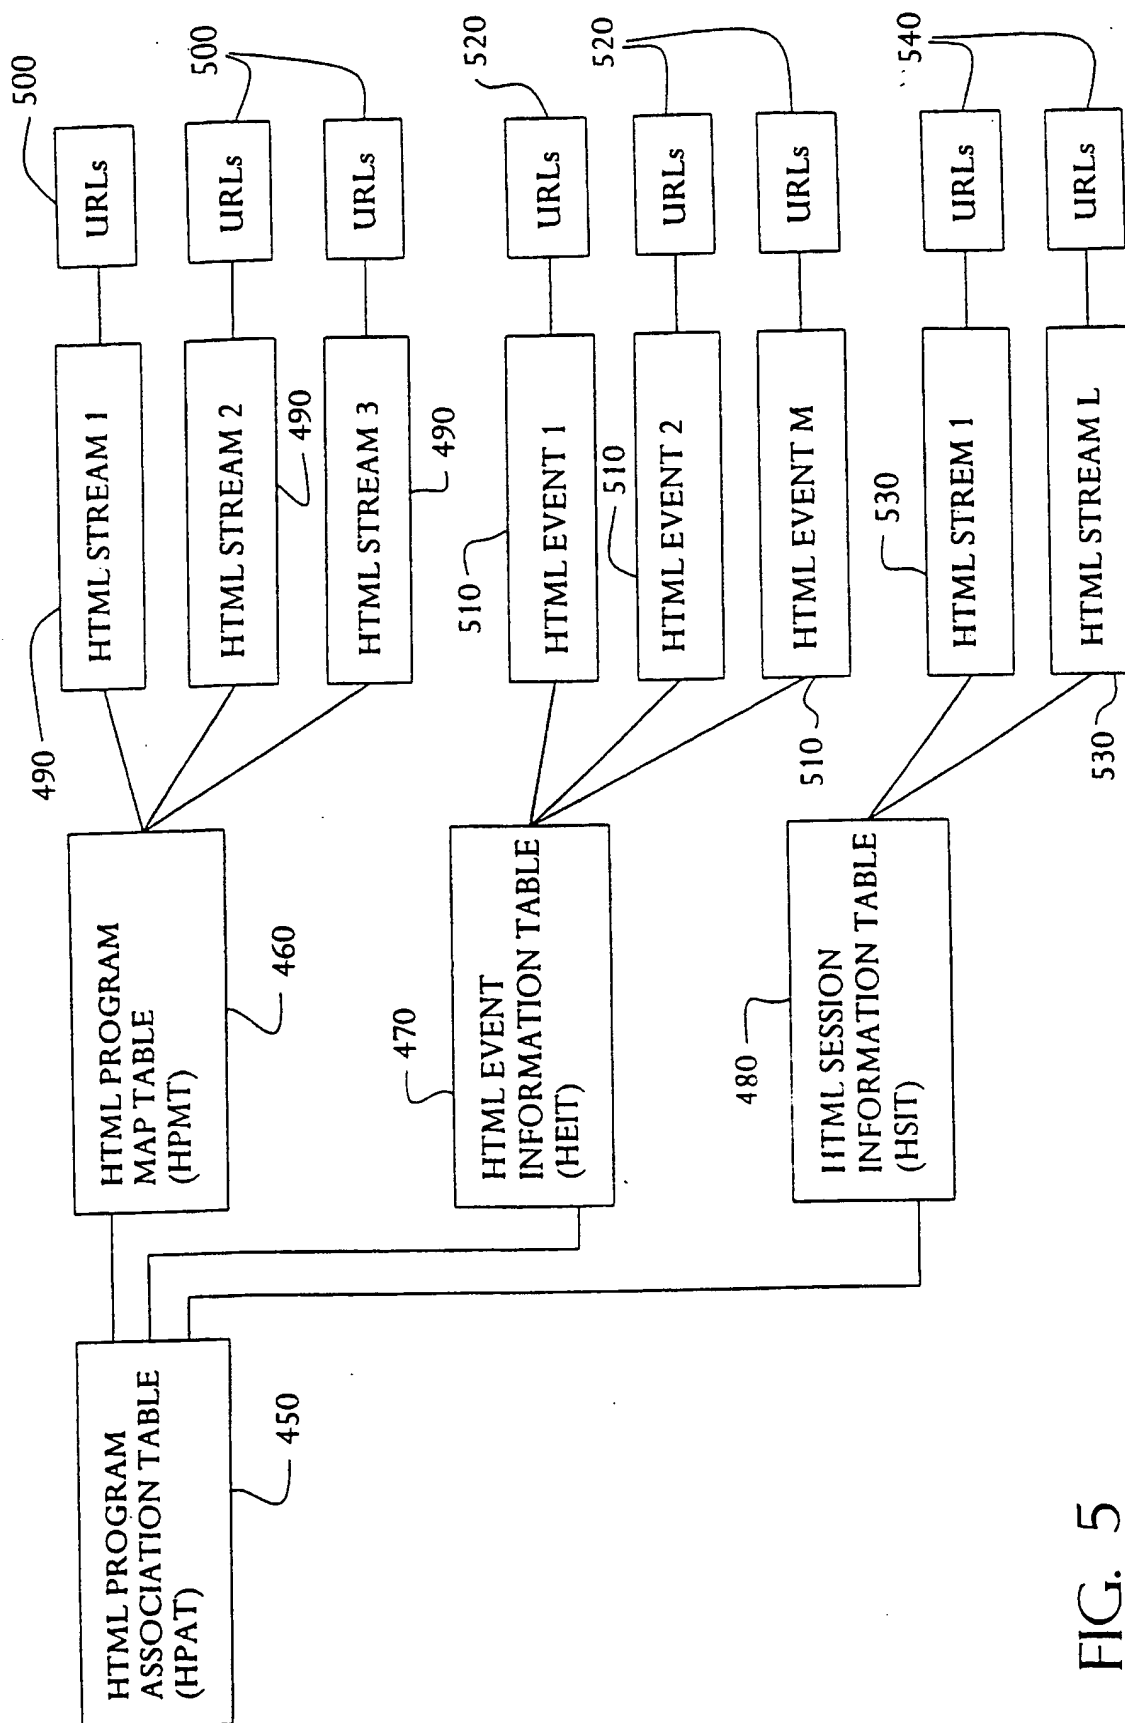 HTML PROGRAM
ASSOCIATION TABLE
(HPAT)
450
HTML PROGRAM
MAP TABLE
(HPMT)
460
HTML EVENT
INFORMATION TABLE
(HEIT)
470
HTML SESSION
INFORMATION TABLE
(HSIT)
480
490
HTML STREAM 1
URLs
500
HTML STREAM 2
490
URLs
500
HTML STREAM 3
490
URLs
510
HTML EVENT 1
URLs
520
510
HTML EVENT 2
URLs
520
HTML EVENT M
510
URLs
530
HTML STREM 1
URLs
540
HTML STREAM L
530
URLs
FIG. 5